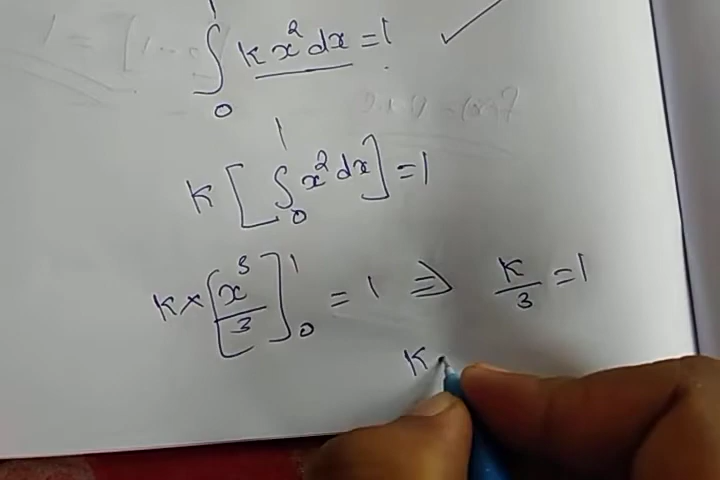 ∫₀¹ kx² dx = 1
k[∫₀¹ x² dx] = 1
k × [x³/3]₀¹ = 1 ⇒ k/3 = 1
k